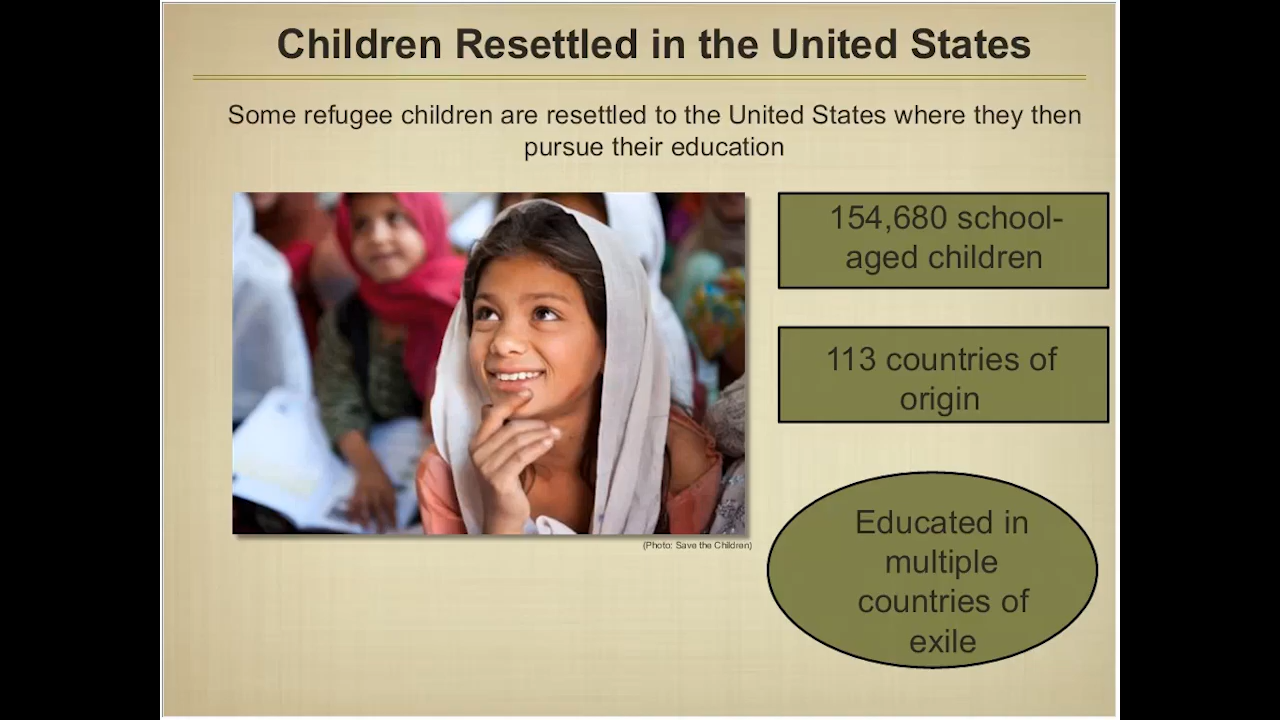 Children Resettled in the United States
Some refugee children are resettled to the United States where they then
pursue their education
154,680 school-
aged children
113 countries of
origin
(Photo: Save the Children)
Educated in
multiple
countries of
exile